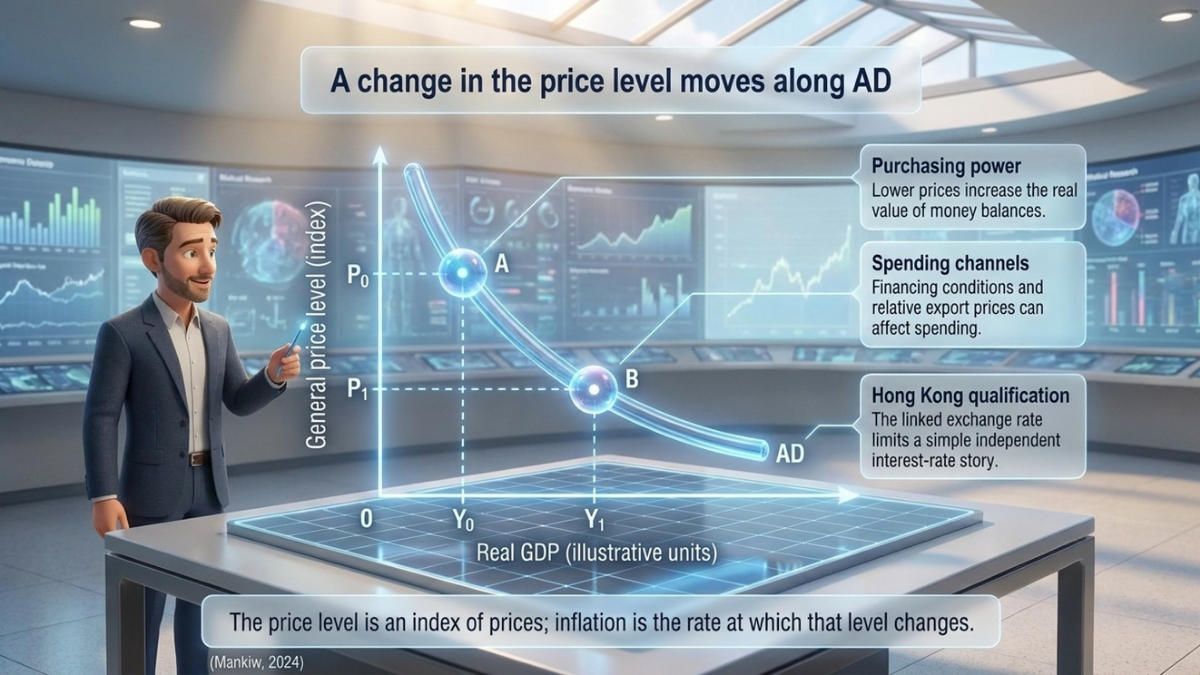 A change in the price level moves along AD
General price level (index)
P0
A
P1
B
AD
0
Y0
Y1
Real GDP (illustrative units)
Purchasing power
Lower prices increase the real
value of money balances.
Spending channels
Financing conditions and
relative export prices can
affect spending.
Hong Kong qualification
The linked exchange rate
limits a simple independent
interest-rate story.
The price level is an index of prices; inflation is the rate at which that level changes.
(Mankiw, 2024)